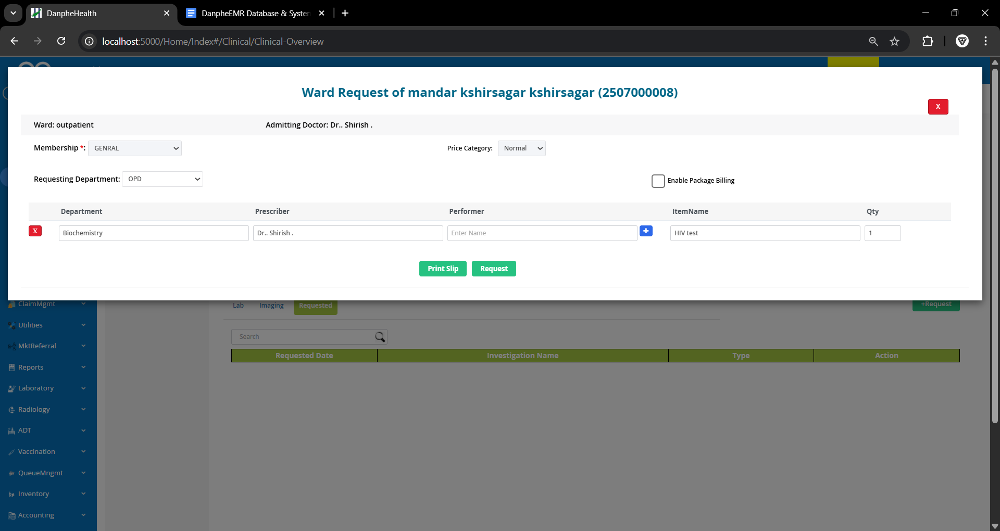 DanpheHealth
DanpheEMR Database & System
localhost:5000/Home/Index#/Clinical/Clinical-Overview
Ward Request of mandar kshirsagar kshirsagar (2507000008)
X
Ward: outpatient
Admitting Doctor: Dr.. Shirish .
Membership *: GENRAL
Price Category: Normal
Requesting Department: OPD
Enable Package Billing
Department Prescriber Performer ItemName Qty
X Biochemistry Dr.. Shirish . Enter Name + HIV test 1
Print Slip Request
ClaimMgmt
Lab Imaging Requested
+Request
Utilities
Search
MktReferral
Requested Date Investigation Name Type Action
Reports
Laboratory
Radiology
ADT
Vaccination
QueueMngmt
Inventory
Accounting